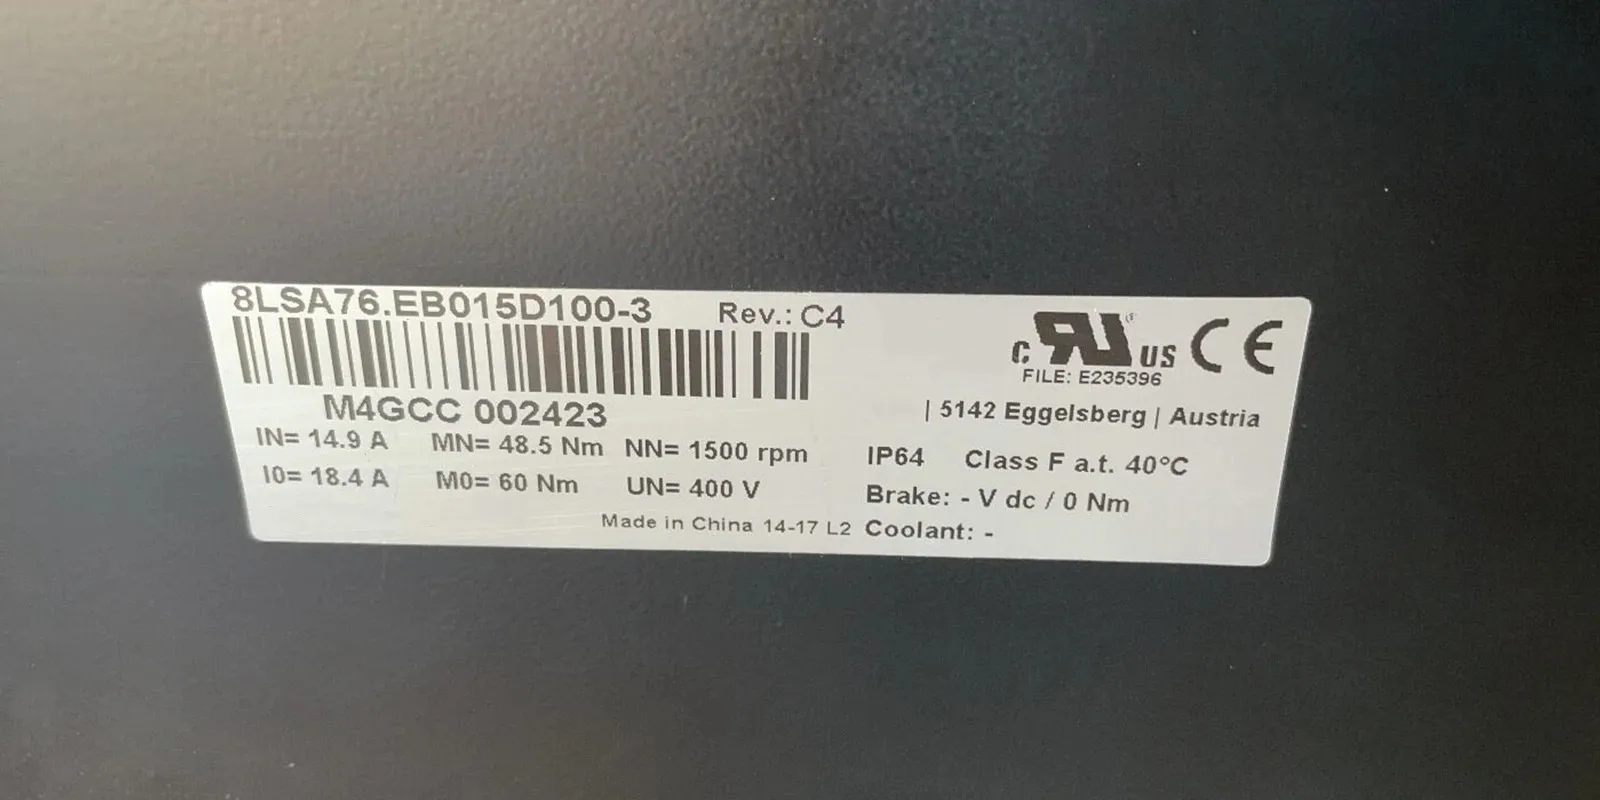 8LSA76.EB015D100-3 Rev.: C4
M4GCC 002423
IN= 14.9 A MN= 48.5 Nm NN= 1500 rpm
I0= 18.4 A M0= 60 Nm UN= 400 V
Made in China 14-17 L2
c RU ® US CE
FILE: E235396
| 5142 Eggelsberg | Austria
IP64 Class F a.t. 40°C
Brake: - V dc / 0 Nm
Coolant: -